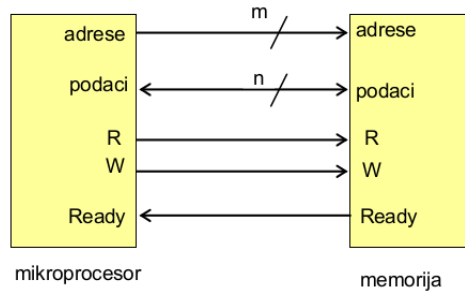 m
adrese adrese
n
podaci podaci
R R
W W
Ready Ready
mikroprocesor memorija